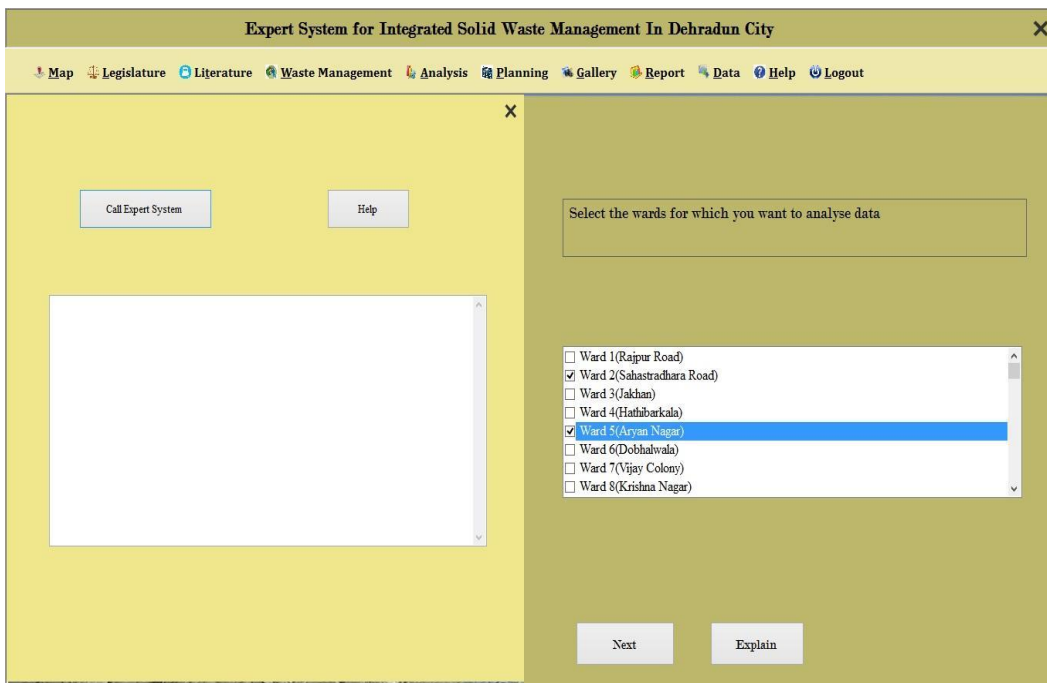 Expert System for Integrated Solid Waste Management In Dehradun City
Map Legislature Literature Waste Management Analysis Planning Gallery Report Data Help Logout
Call Expert System
Help
Select the wards for which you want to analyse data
Ward 1(Rajpur Road)
Ward 2(Sahastradhara Road)
Ward 3(Jakhan)
Ward 4(Hathibarkala)
Ward 5(Aryan Nagar)
Ward 6(Dobhalwala)
Ward 7(Vijay Colony)
Ward 8(Krishna Nagar)
Next
Explain